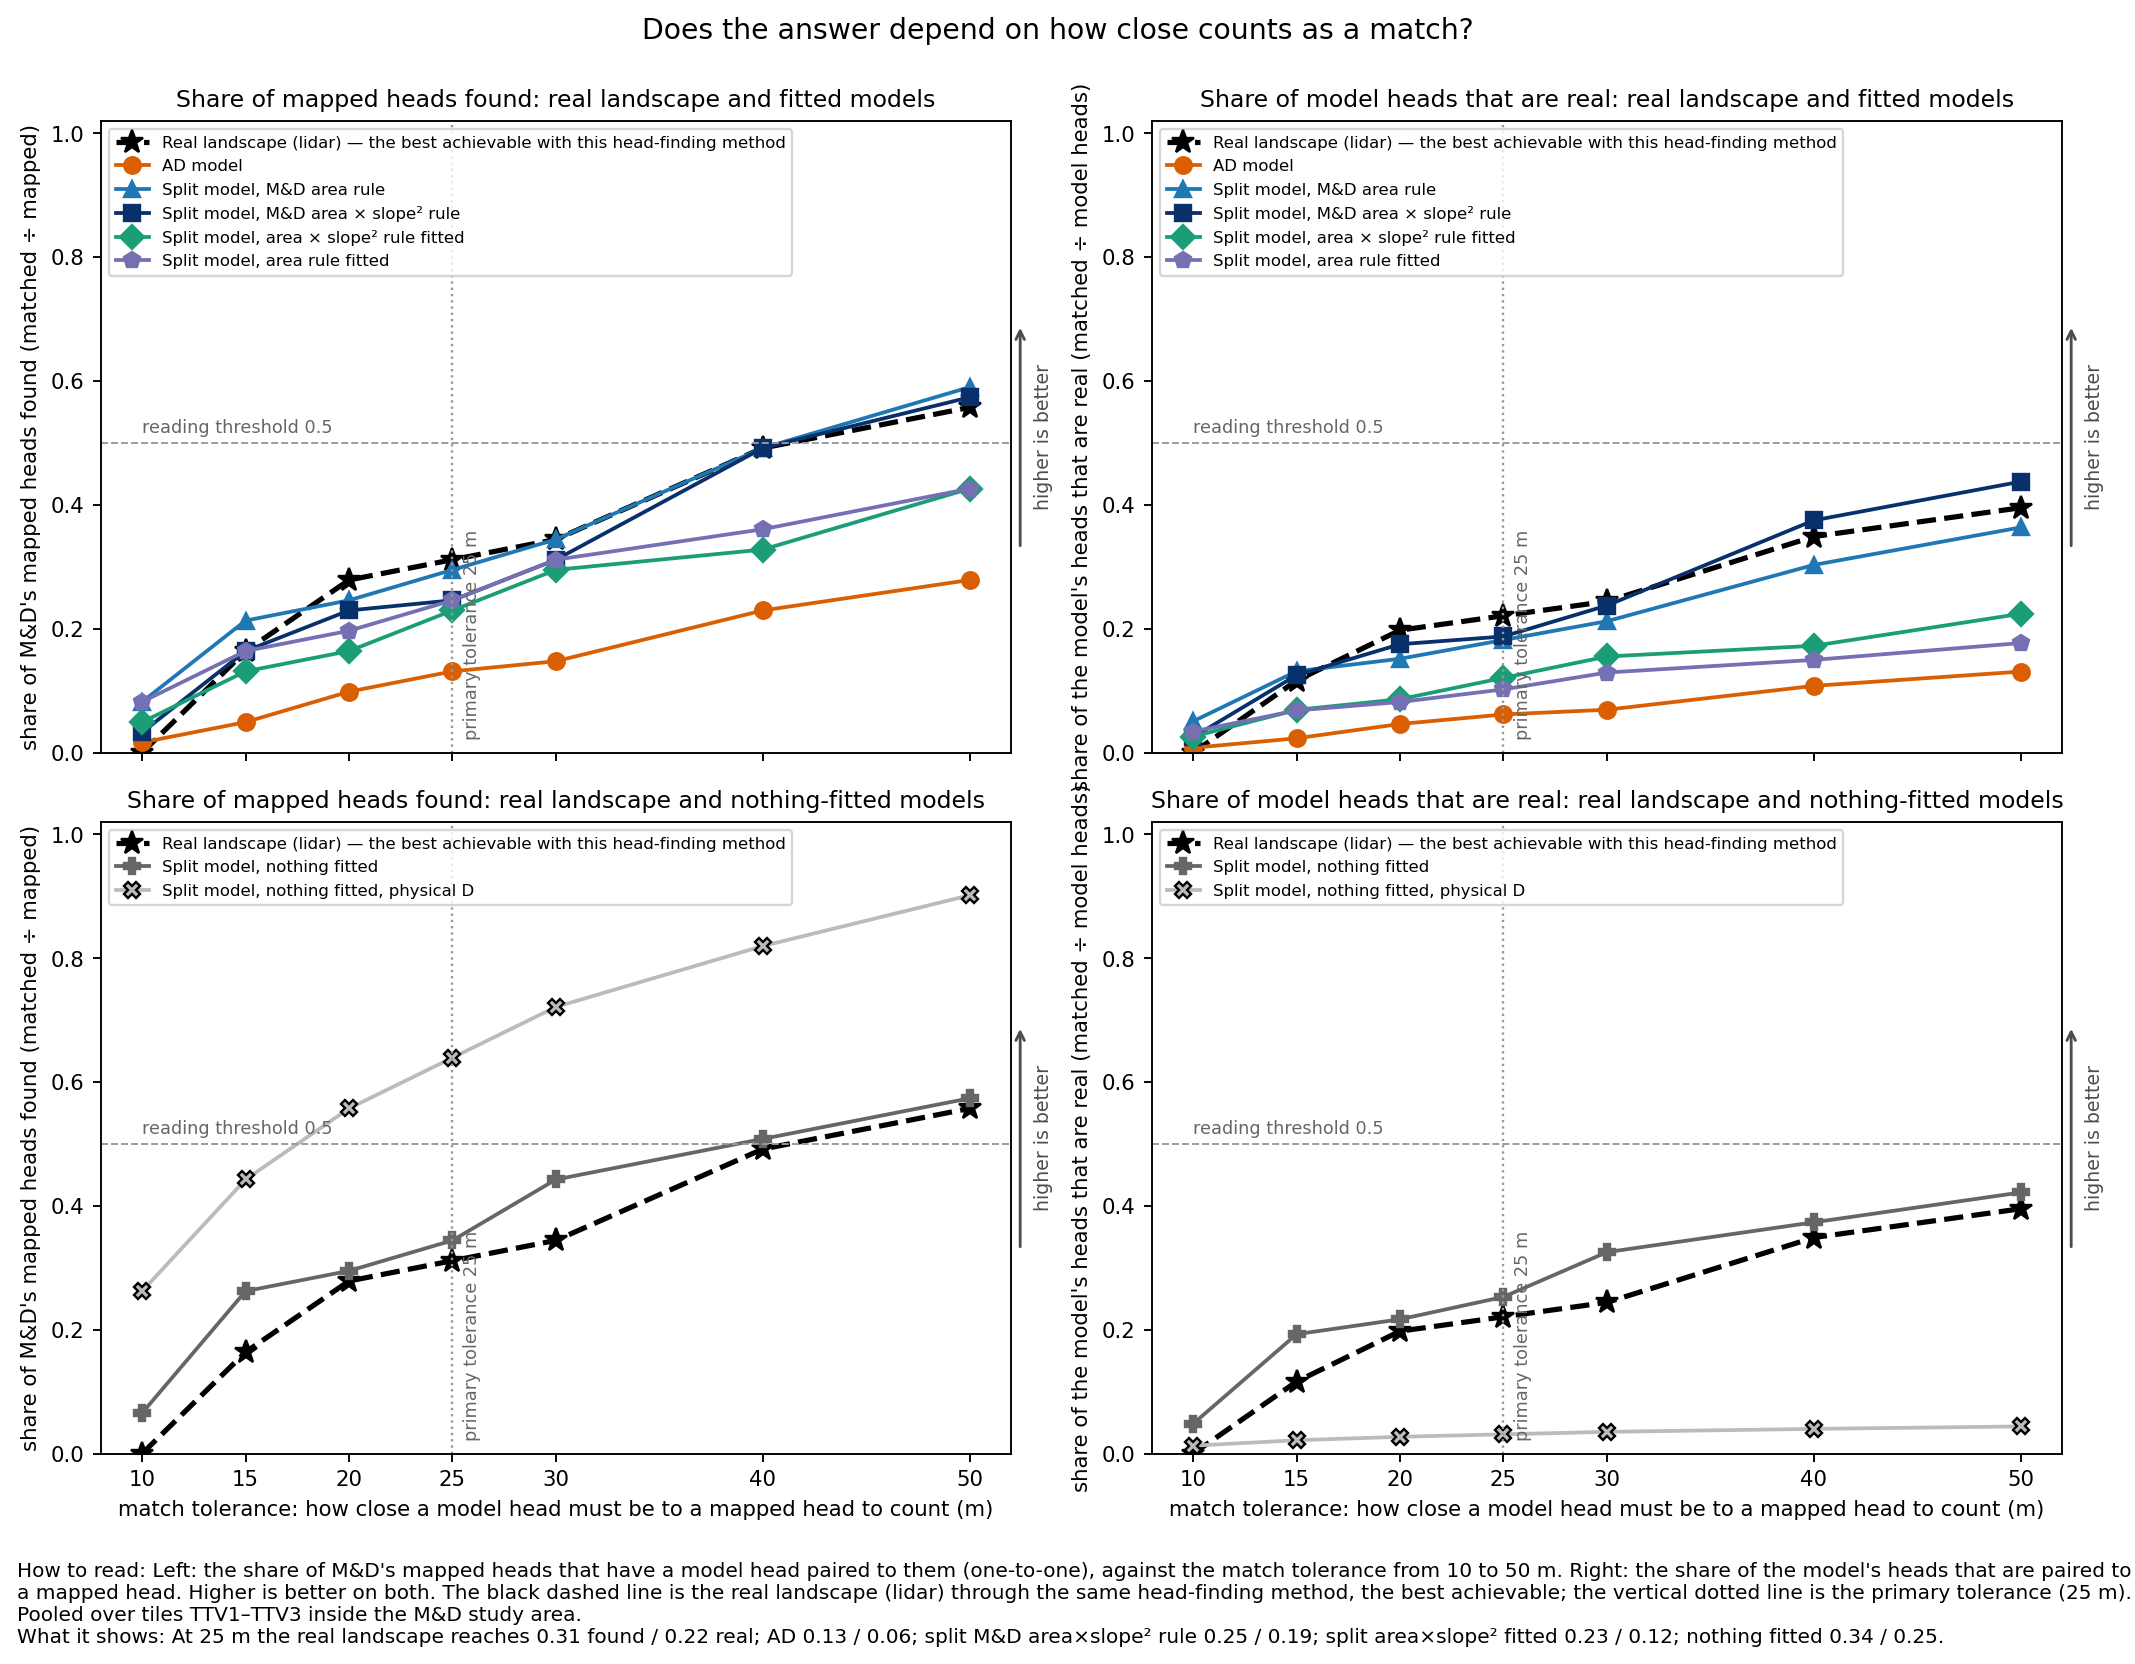 Does the answer depend on how close counts as a match?
Share of mapped heads found: real landscape and fitted models
share of M&D's mapped heads found (matched ÷ mapped)
1.0
0.8
0.6
0.4
0.2
0.0
Real landscape (lidar) — the best achievable with this head-finding method
AD model
Split model, M&D area rule
Split model, M&D area × slope² rule
Split model, area × slope² rule fitted
Split model, area rule fitted
reading threshold 0.5
primary tolerance 25 m
higher is better
Share of model heads that are real: real landscape and fitted models
share of the model's heads that are real (matched ÷ model heads)
1.0
0.8
0.6
0.4
0.2
0.0
Real landscape (lidar) — the best achievable with this head-finding method
AD model
Split model, M&D area rule
Split model, M&D area × slope² rule
Split model, area × slope² rule fitted
Split model, area rule fitted
reading threshold 0.5
primary tolerance 25 m
higher is better
Share of mapped heads found: real landscape and nothing-fitted models
share of M&D's mapped heads found (matched ÷ mapped)
1.0
0.8
0.6
0.4
0.2
0.0
Real landscape (lidar) — the best achievable with this head-finding method
Split model, nothing fitted
Split model, nothing fitted, physical D
reading threshold 0.5
primary tolerance 25 m
higher is better
10 15 20 25 30 40 50
match tolerance: how close a model head must be to a mapped head to count (m)
Share of model heads that are real: real landscape and nothing-fitted models
share of the model's heads that are real (matched ÷ model heads)
1.0
0.8
0.6
0.4
0.2
0.0
Real landscape (lidar) — the best achievable with this head-finding method
Split model, nothing fitted
Split model, nothing fitted, physical D
reading threshold 0.5
primary tolerance 25 m
higher is better
10 15 20 25 30 40 50
match tolerance: how close a model head must be to a mapped head to count (m)
How to read: Left: the share of M&D's mapped heads that have a model head paired to them (one-to-one), against the match tolerance from 10 to 50 m. Right: the share of the model's heads that are paired to
a mapped head. Higher is better on both. The black dashed line is the real landscape (lidar) through the same head-finding method, the best achievable; the vertical dotted line is the primary tolerance (25 m).
Pooled over tiles TTV1–TTV3 inside the M&D study area.
What it shows: At 25 m the real landscape reaches 0.31 found / 0.22 real; AD 0.13 / 0.06; split M&D area×slope² rule 0.25 / 0.19; split area×slope² fitted 0.23 / 0.12; nothing fitted 0.34 / 0.25.